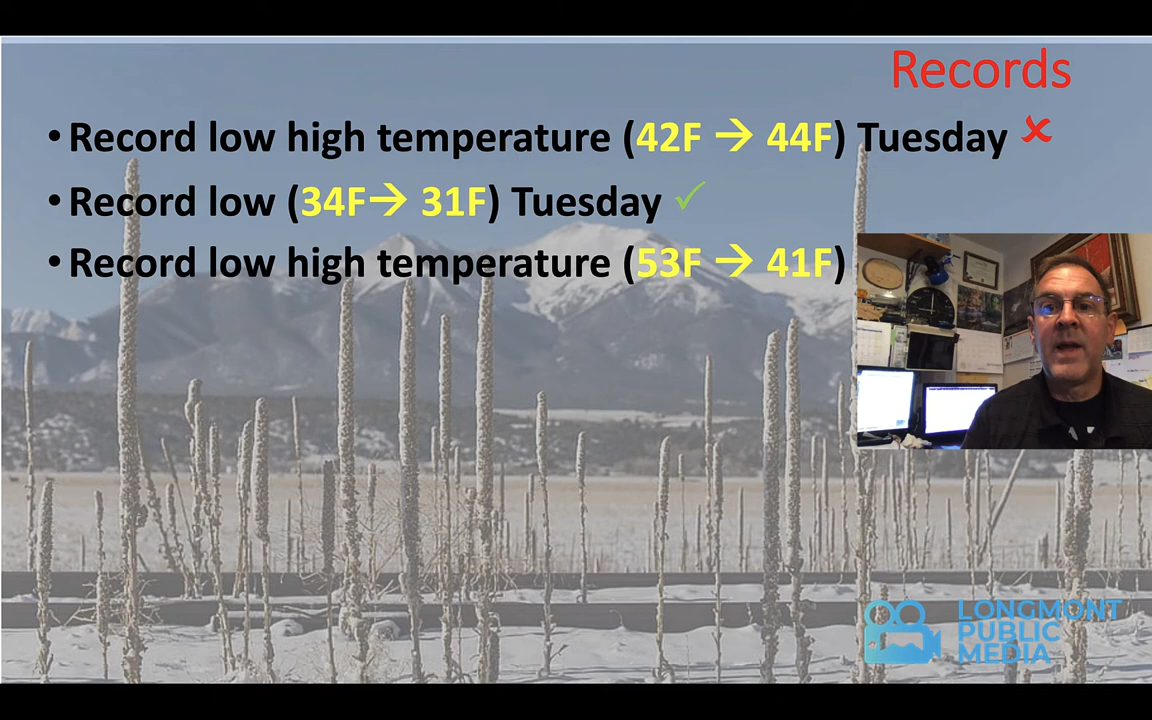 Records
• Record low high temperature (42F → 44F) Tuesday ✘
• Record low (34F→ 31F) Tuesday ✓
• Record low high temperature (53F → 41F)
LONGMONT
PUBLIC
MEDIA